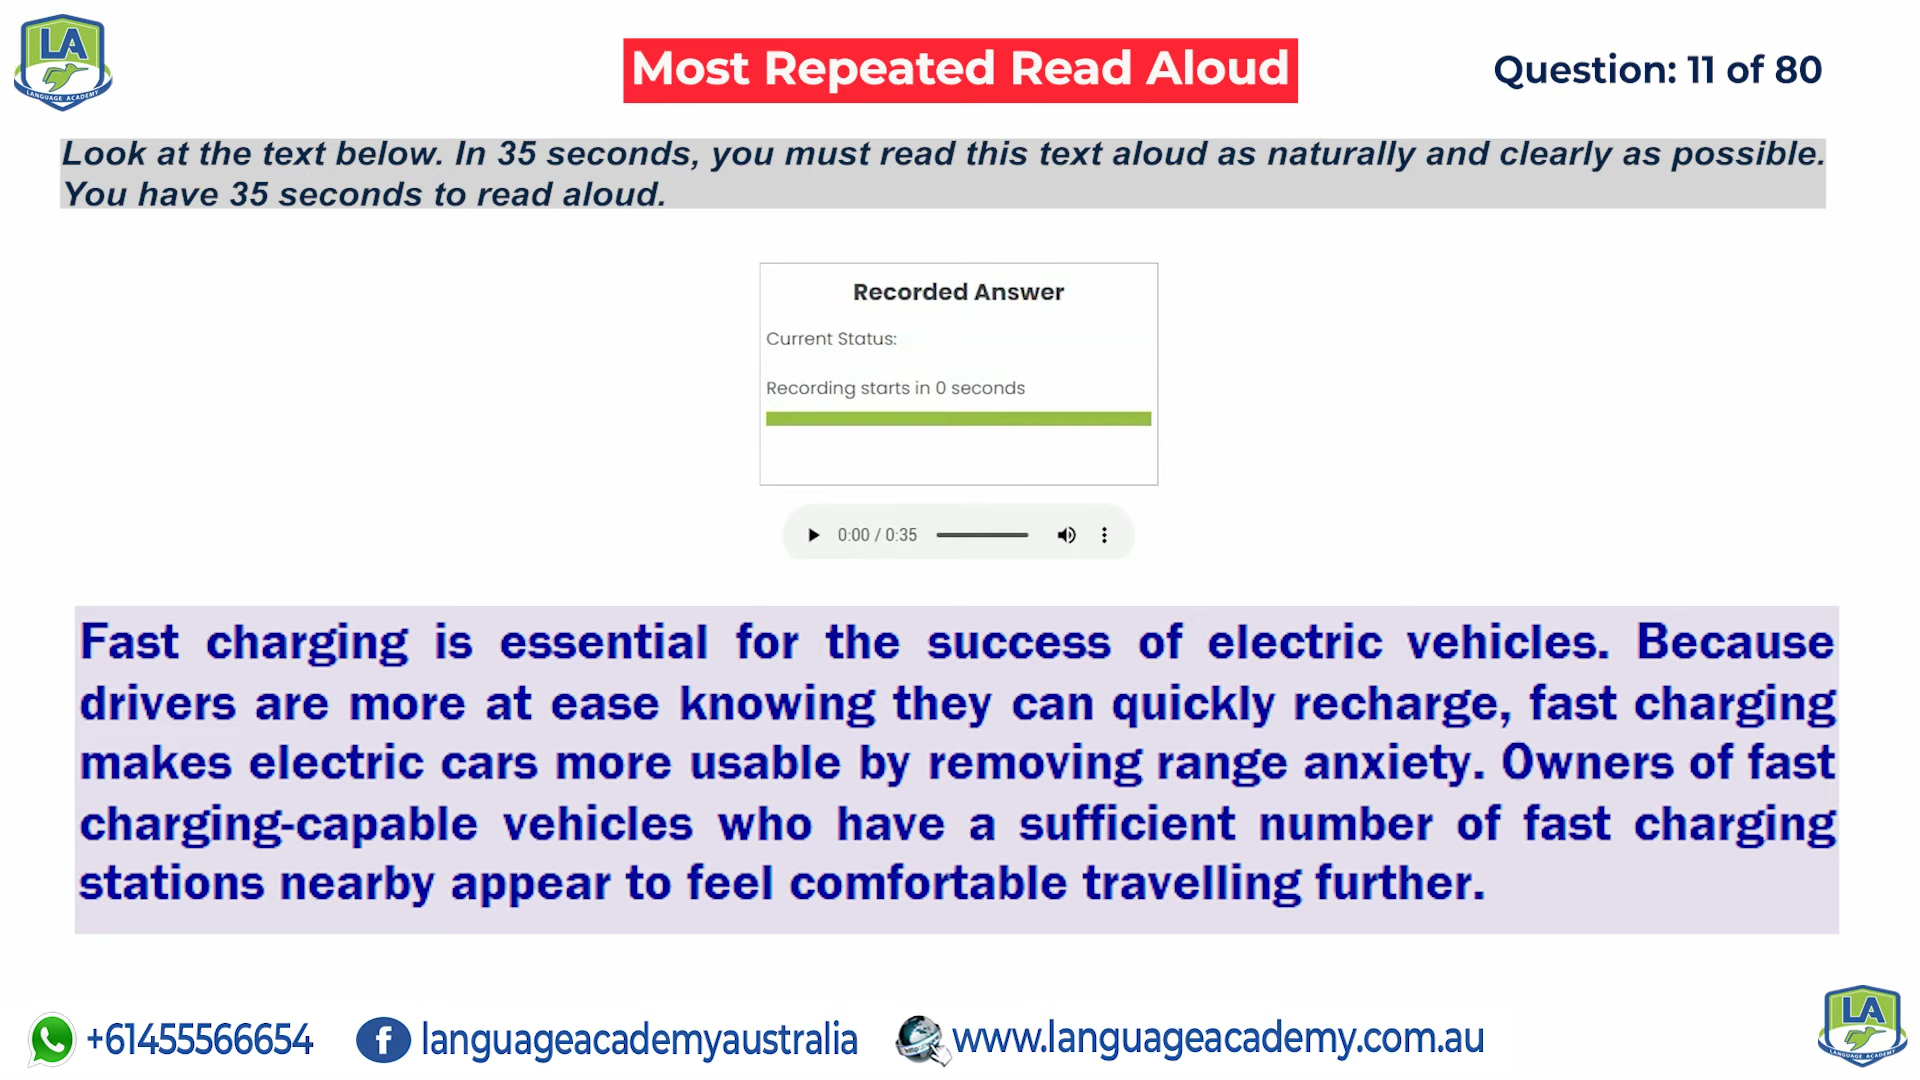 LA
LANGUAGE ACADEMY
Most Repeated Read Aloud
Question: 11 of 80
Look at the text below. In 35 seconds, you must read this text aloud as naturally and clearly as possible.
You have 35 seconds to read aloud.
Recorded Answer
Current Status:
Recording starts in 0 seconds
0:00 / 0:35
Fast charging is essential for the success of electric vehicles. Because
drivers are more at ease knowing they can quickly recharge, fast charging
makes electric cars more usable by removing range anxiety. Owners of fast
charging-capable vehicles who have a sufficient number of fast charging
stations nearby appear to feel comfortable travelling further.
+61455566654
languageacademyaustralia
www.languageacademy.com.au
LA
LANGUAGE ACADEMY